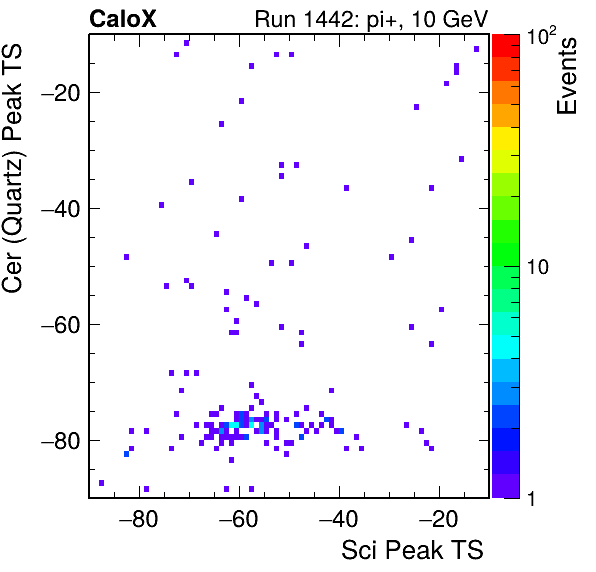 CaloX Run 1442: pi+, 10 GeV
Cer (Quartz) Peak TS
−20
−40
−60
−80
−80 −60 −40 −20
Sci Peak TS
10²
10
1
Events